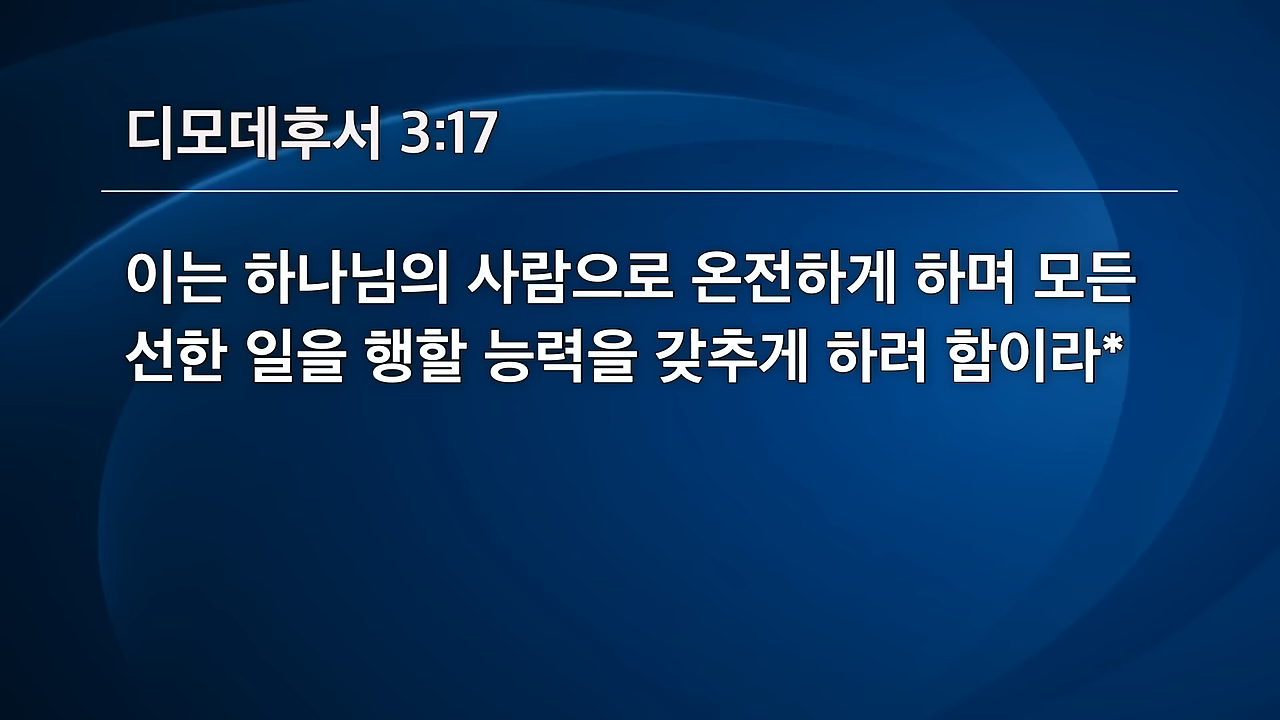 디모데후서 3:17
이는 하나님의 사람으로 온전하게 하며 모든
선한 일을 행할 능력을 갖추게 하려 함이라*